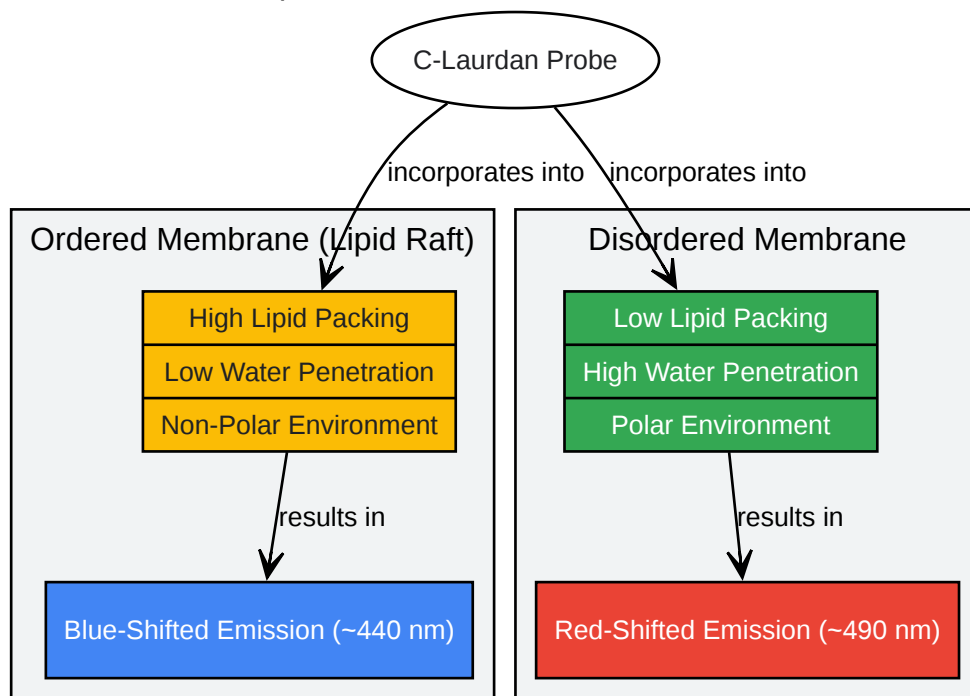 C-Laurdan Probe
incorporates into
incorporates into
Ordered Membrane (Lipid Raft)
High Lipid Packing
Low Water Penetration
Non-Polar Environment
results in
Blue-Shifted Emission (~440 nm)
Disordered Membrane
Low Lipid Packing
High Water Penetration
Polar Environment
results in
Red-Shifted Emission (~490 nm)